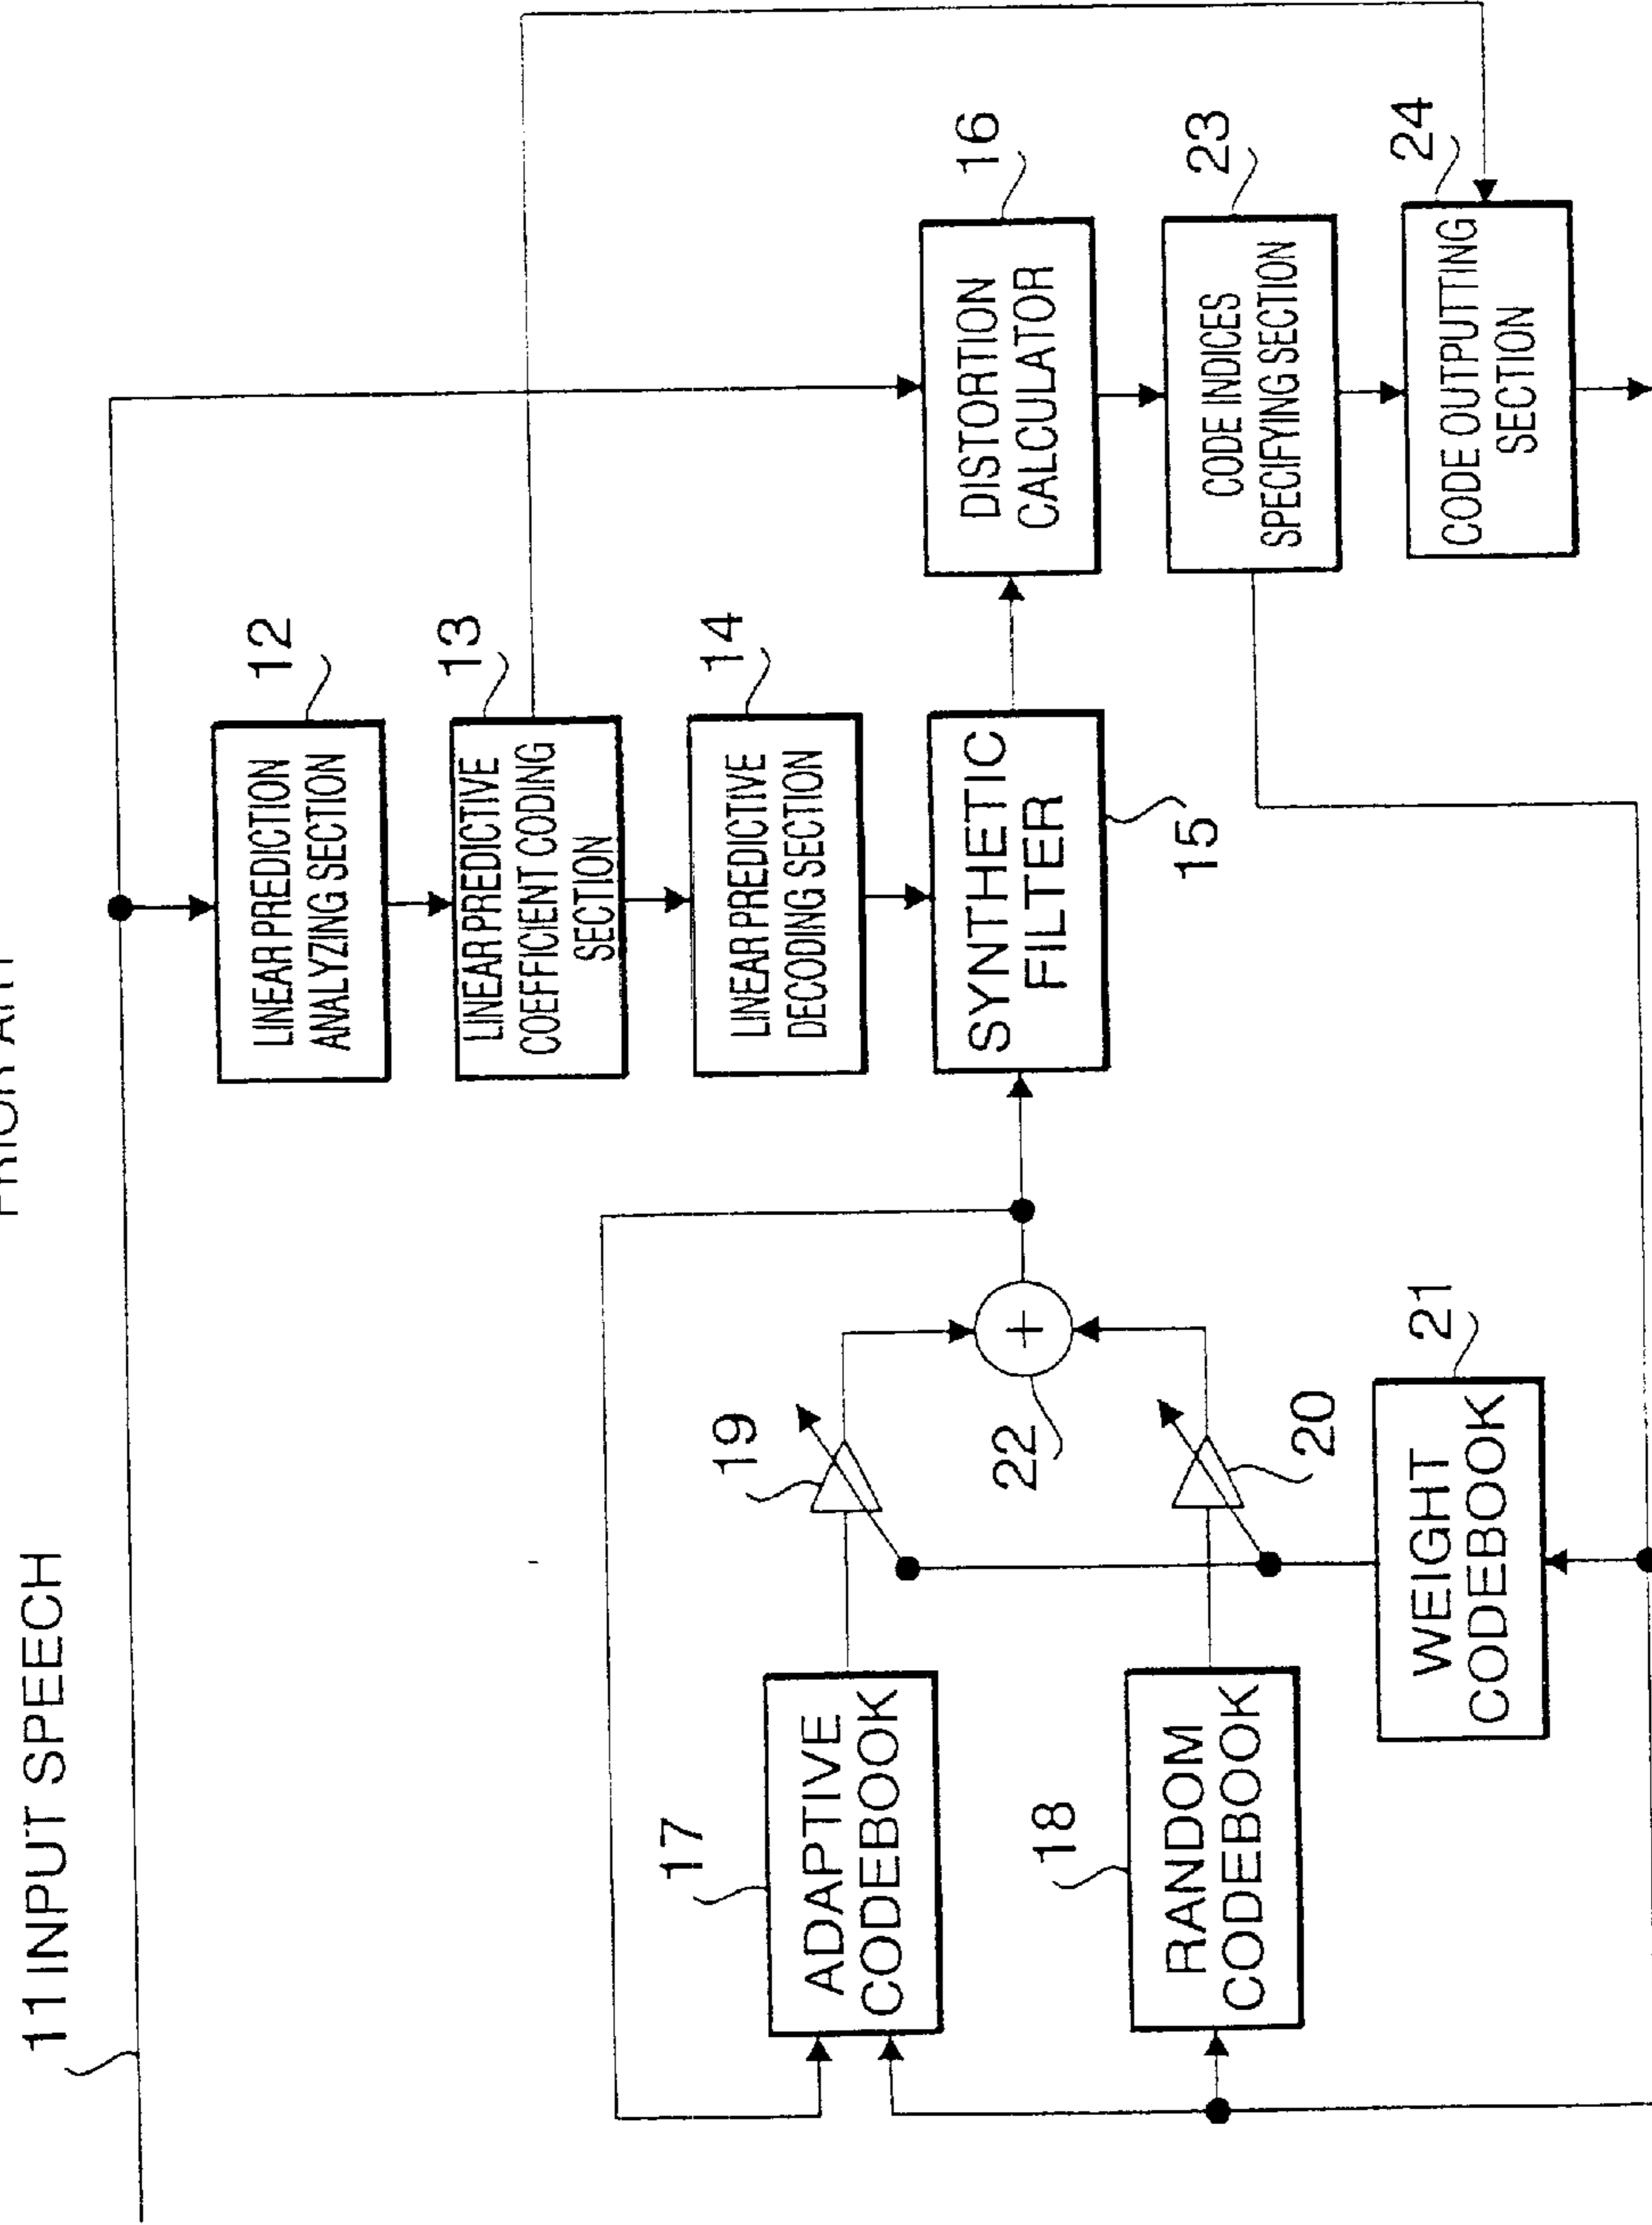 PRIOR ART
11 INPUT SPEECH
12
LINEAR PREDICTION
ANALYZING SECTION
13
LINEAR PREDICTIVE
COEFFICIENT CODING
SECTION
14
LINEAR PREDICTIVE
DECODING SECTION
SYNTHETIC
FILTER
15
16
DISTORTION
CALCULATOR
23
CODE INDICES
SPECIFYING SECTION
24
CODE OUTPUTING
SECTION
17
ADAPTIVE
CODEBOOK
19
18
RANDOM
CODEBOOK
20
+
22
21
WEIGHT
CODEBOOK